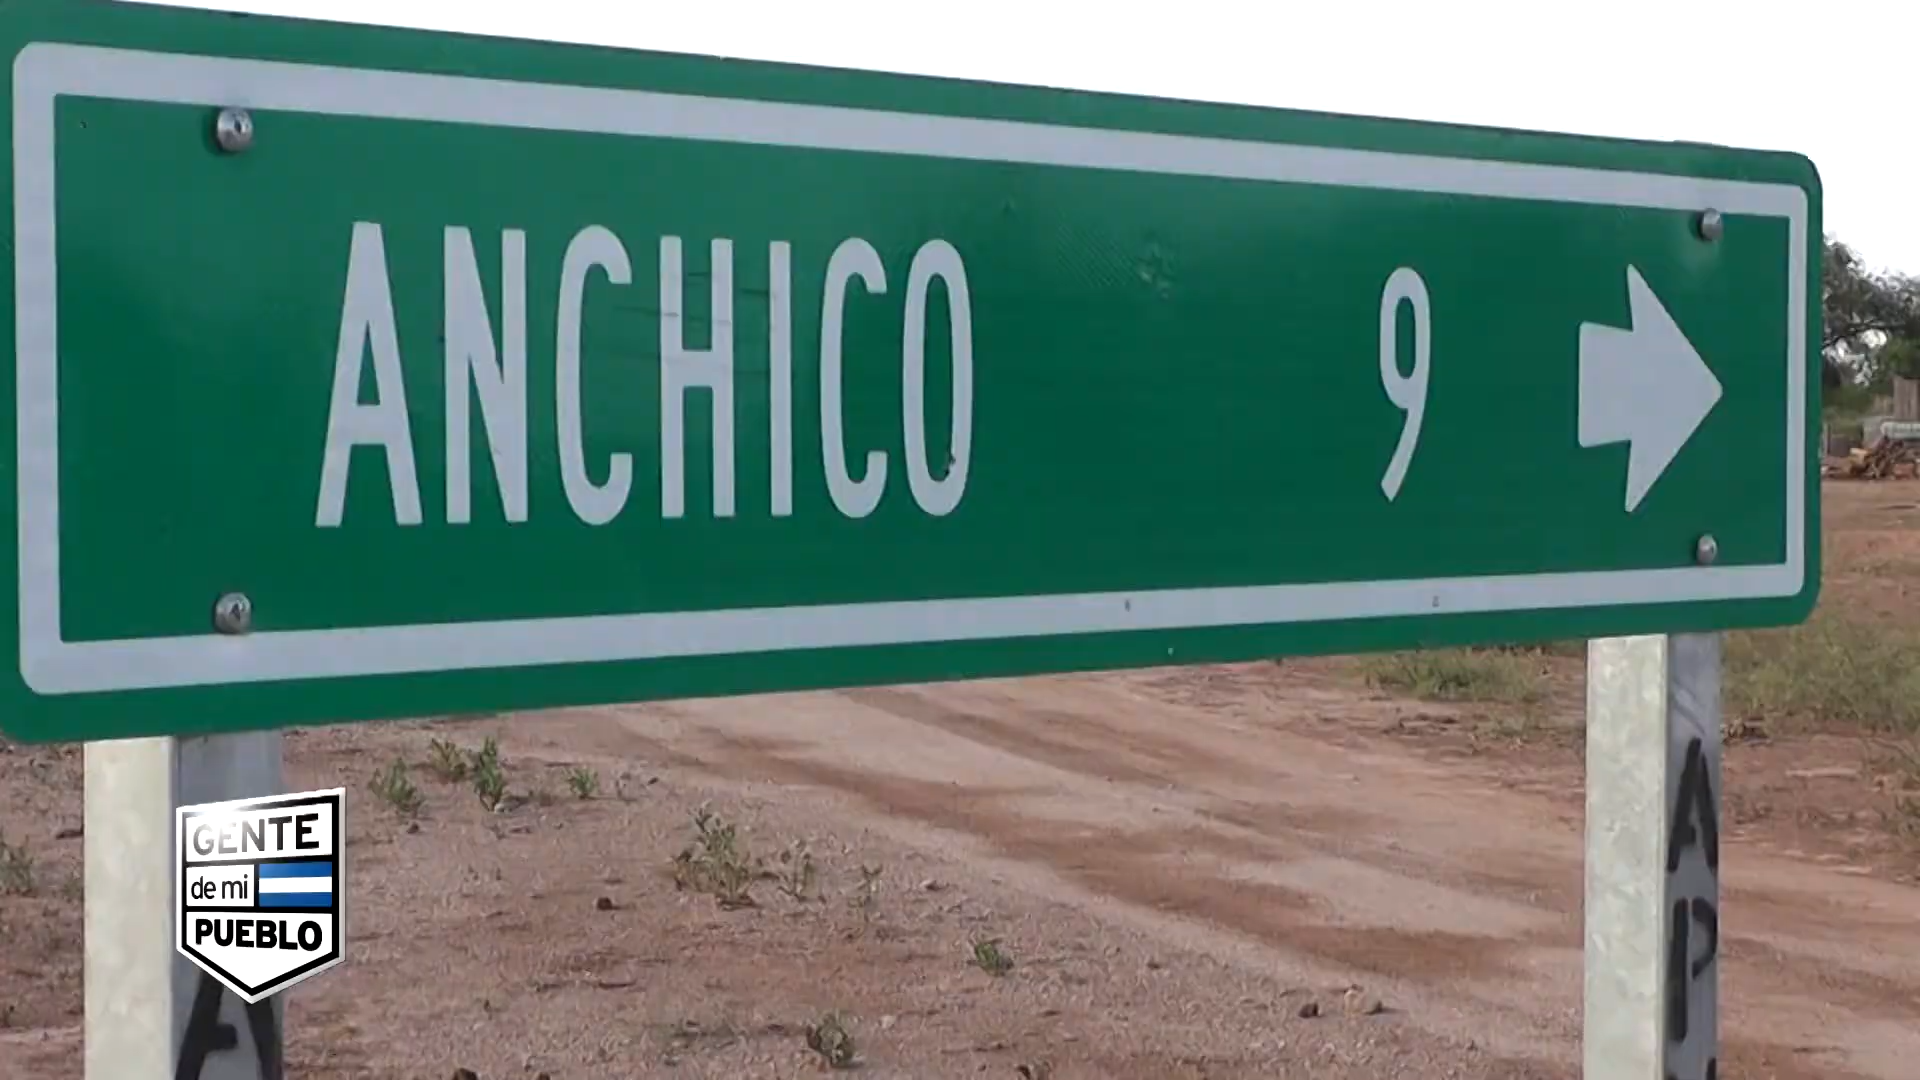 ANCHICO 9
GENTE
de mi
PUEBLO
A
A
P